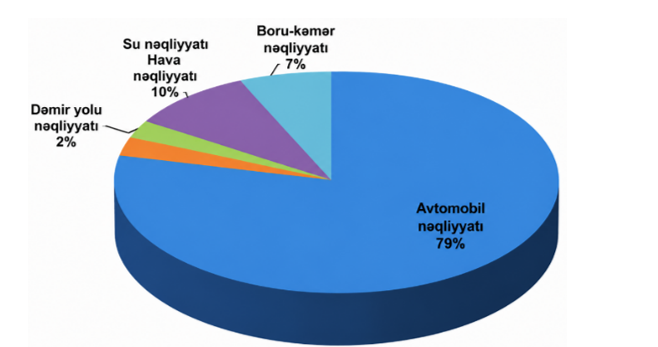 Boru-kəmər
nəqliyyatı
7%
Su nəqliyyatı
Hava
nəqliyyatı
10%
Dəmir yolu
nəqliyyatı
2%
Avtomobil
nəqliyyatı
79%